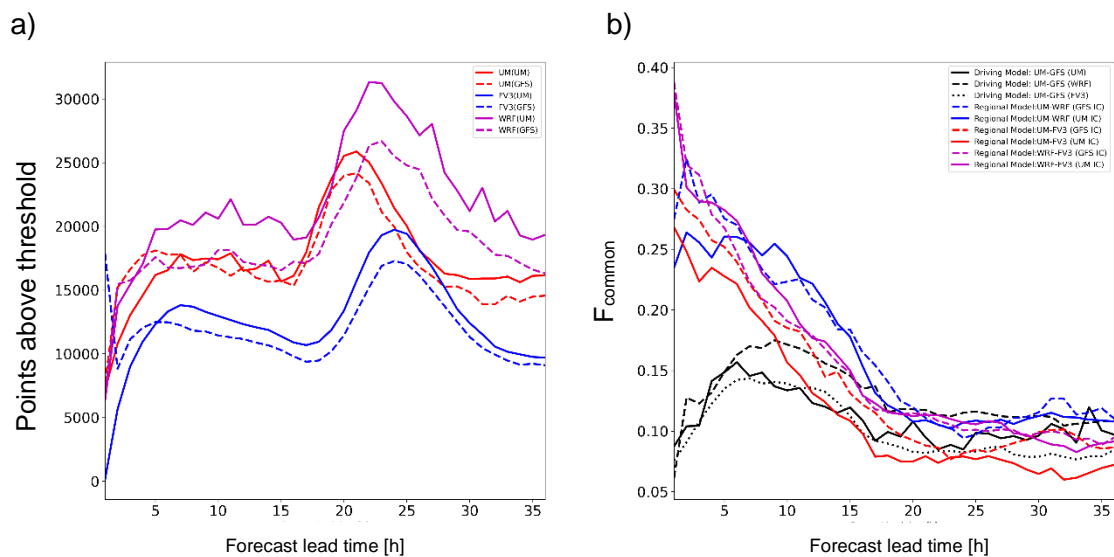 a)
b)
Points above threshold
30000
25000
20000
15000
10000
5000
0
5
10
15
20
25
30
35
Forecast lead time [h]
UM(UM)
UM(GFS)
FV3(UM)
FV3(GFS)
WRF(UM)
WRF(GFS)
F_common
0.40
0.35
0.30
0.25
0.20
0.15
0.10
0.05
5
10
15
20
25
30
35
Forecast lead time [h]
Driving Model: UM-GFS (UM)
Driving Model: UM-GFS (WRF)
Driving Model: UM-GFS (FV3)
Regional Model:UM-WRF (GFS IC)
Regional Model:UM-WRF (UM IC)
Regional Model:UM-FV3 (GFS IC)
Regional Model:UM-FV3 (UM IC)
Regional Model:WRF-FV3 (GFS IC)
Regional Model:WRF-FV3 (UM IC)